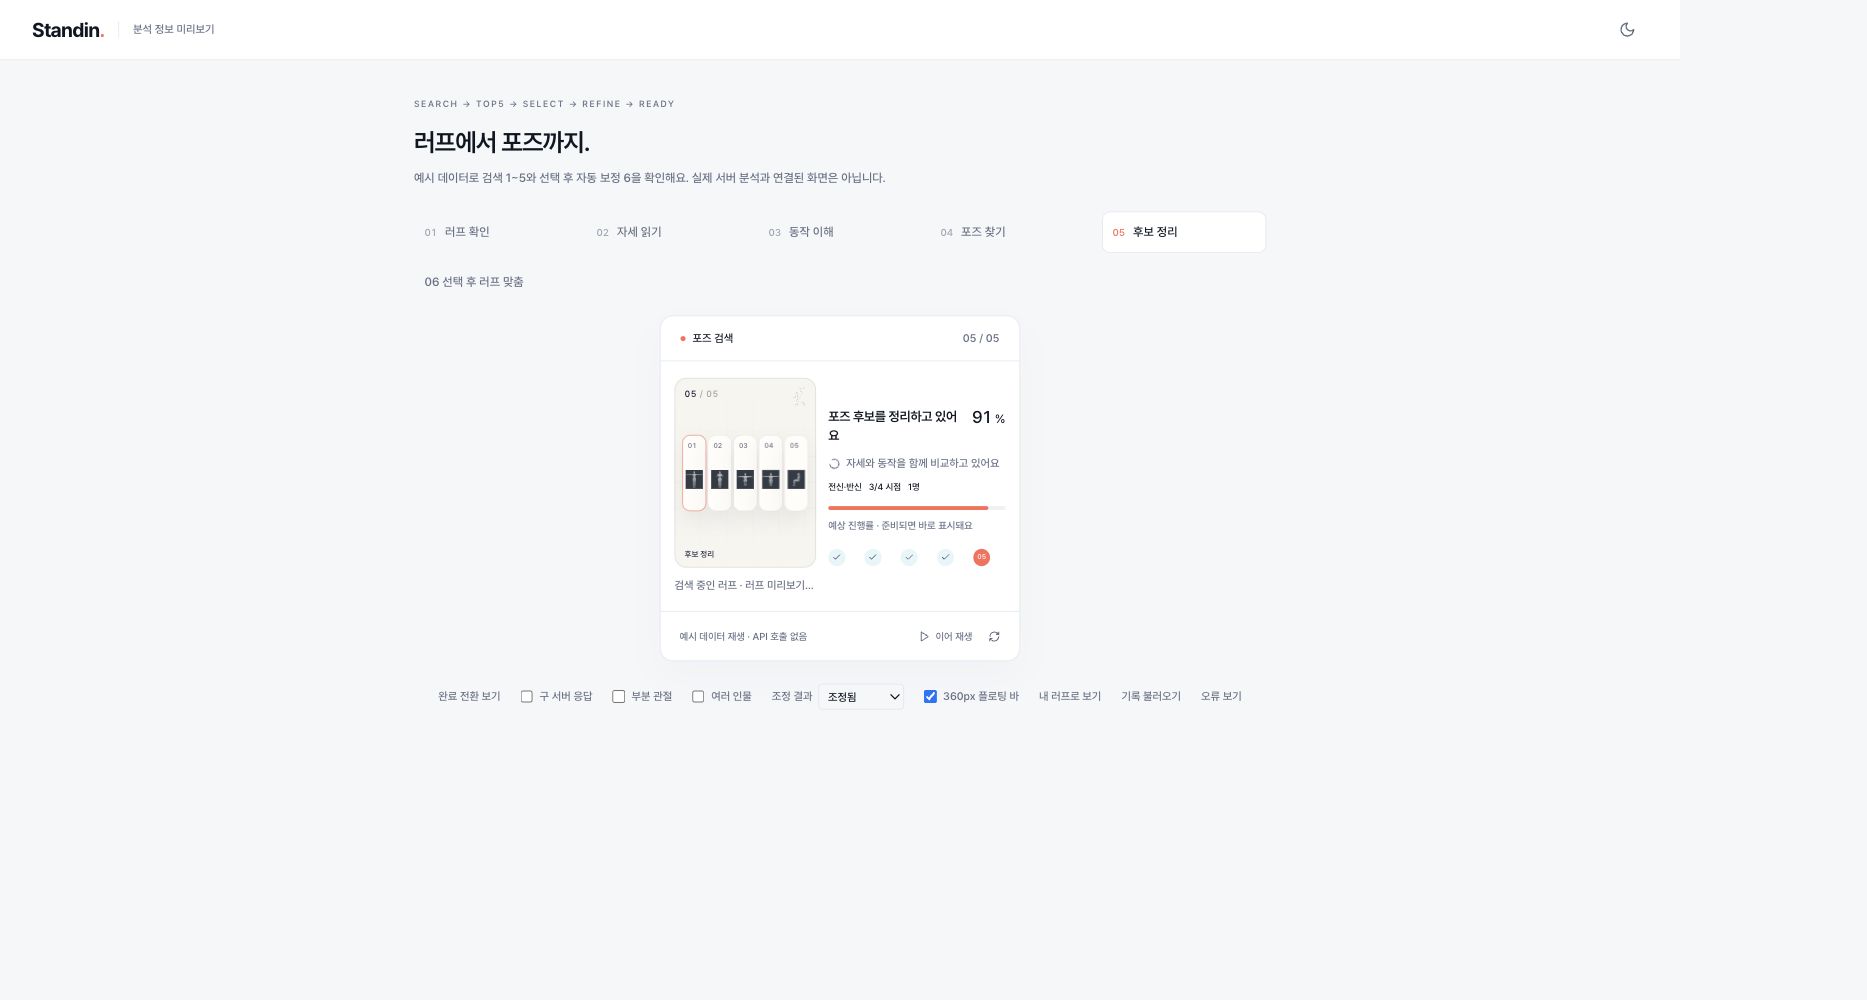 Standin.
분석 정보 미리보기
SEARCH → TOP5 → SELECT → REFINE → READY
러프에서 포즈까지.
예시 데이터로 검색 1~5와 선택 후 자동 보정 6을 확인해요. 실제 서버 분석과 연결된 화면은 아닙니다.
01 러프 확인
02 자세 읽기
03 동작 이해
04 포즈 찾기
05 후보 정리
06 선택 후 러프 맞춤
포즈 검색
05 / 05
05 / 05
01
02
03
04
05
후보 정리
검색 중인 러프 · 러프 미리보기...
포즈 후보를 정리하고 있어
요
91 %
자세와 동작을 함께 비교하고 있어요
전신·반신 3/4 시점 1명
예상 진행률 · 준비되면 바로 표시돼요
05
예시 데이터 재생 · API 호출 없음
이어 재생
완료 전환 보기
구 서버 응답
부분 관절
여러 인물
조정 결과
조정됨
360px 플로팅 바
내 러프로 보기
기록 불러오기
오류 보기